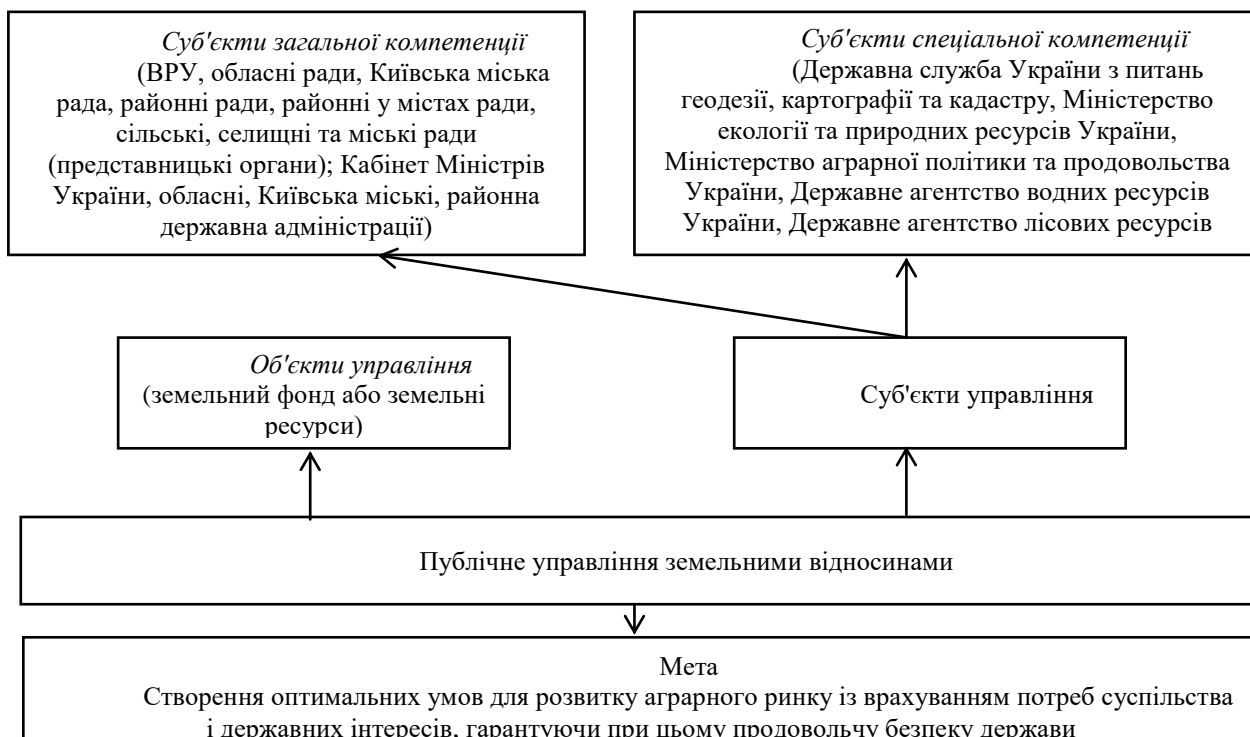 Суб'єкти загальної компетенції
(ВРУ, обласні ради, Київська міська
рада, районні ради, районні у містах ради,
сільські, селищні та міські ради
(представницькі органи); Кабінет Міністрів
України, обласні, Київська міські, районна
державна адміністрації)
Суб'єкти спеціальної компетенції
(Державна служба України з питань
геодезії, картографії та кадастру, Міністерство
екології та природних ресурсів України,
Міністерство аграрної політики та продовольства
України, Державне агентство водних ресурсів
України, Державне агентство лісових ресурсів
Об'єкти управління
(земельний фонд або земельні
ресурси)
Суб'єкти управління
Публічне управління земельними відносинами
Мета
Створення оптимальних умов для розвитку аграрного ринку із врахуванням потреб суспільства
і державних інтересів, гарантуючи при цьому продовольчу безпеку держави